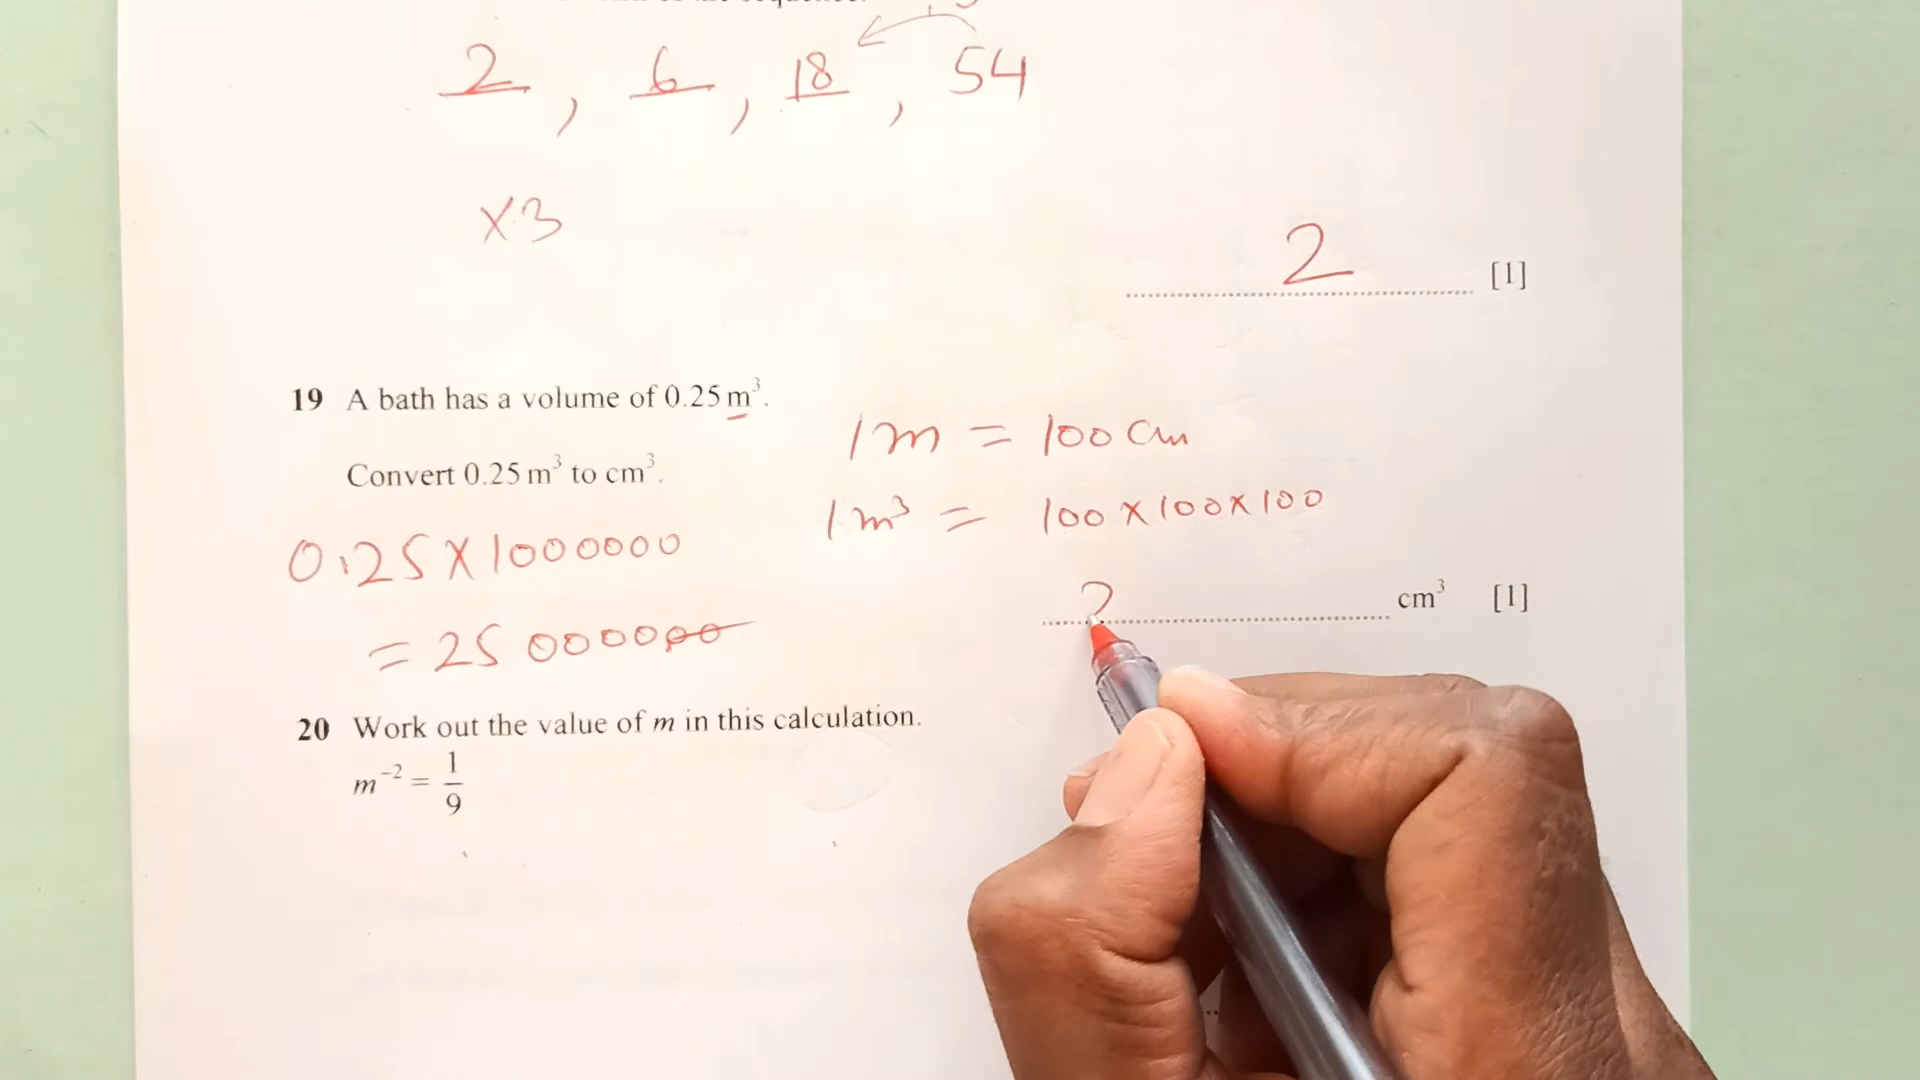 2 , 6 , 18 , 54
×3
2 [1]
19 A bath has a volume of 0.25 m³.
1m = 100 cm
Convert 0.25 m³ to cm³.
1m³ = 100 × 100 × 100
0.25 × 1000000
2 cm³ [1]
= 25 000000
20 Work out the value of m in this calculation.
m⁻² = 1/9